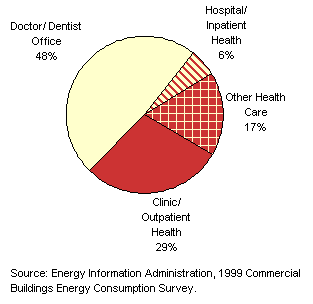 Doctor/ Dentist
Office
48%
Hospital/
Inpatient
Health
6%
Other Health
Care
17%
Clinic/
Outpatient
Health
29%
Source: Energy Information Administration, 1999 Commercial
Buildings Energy Consumption Survey.